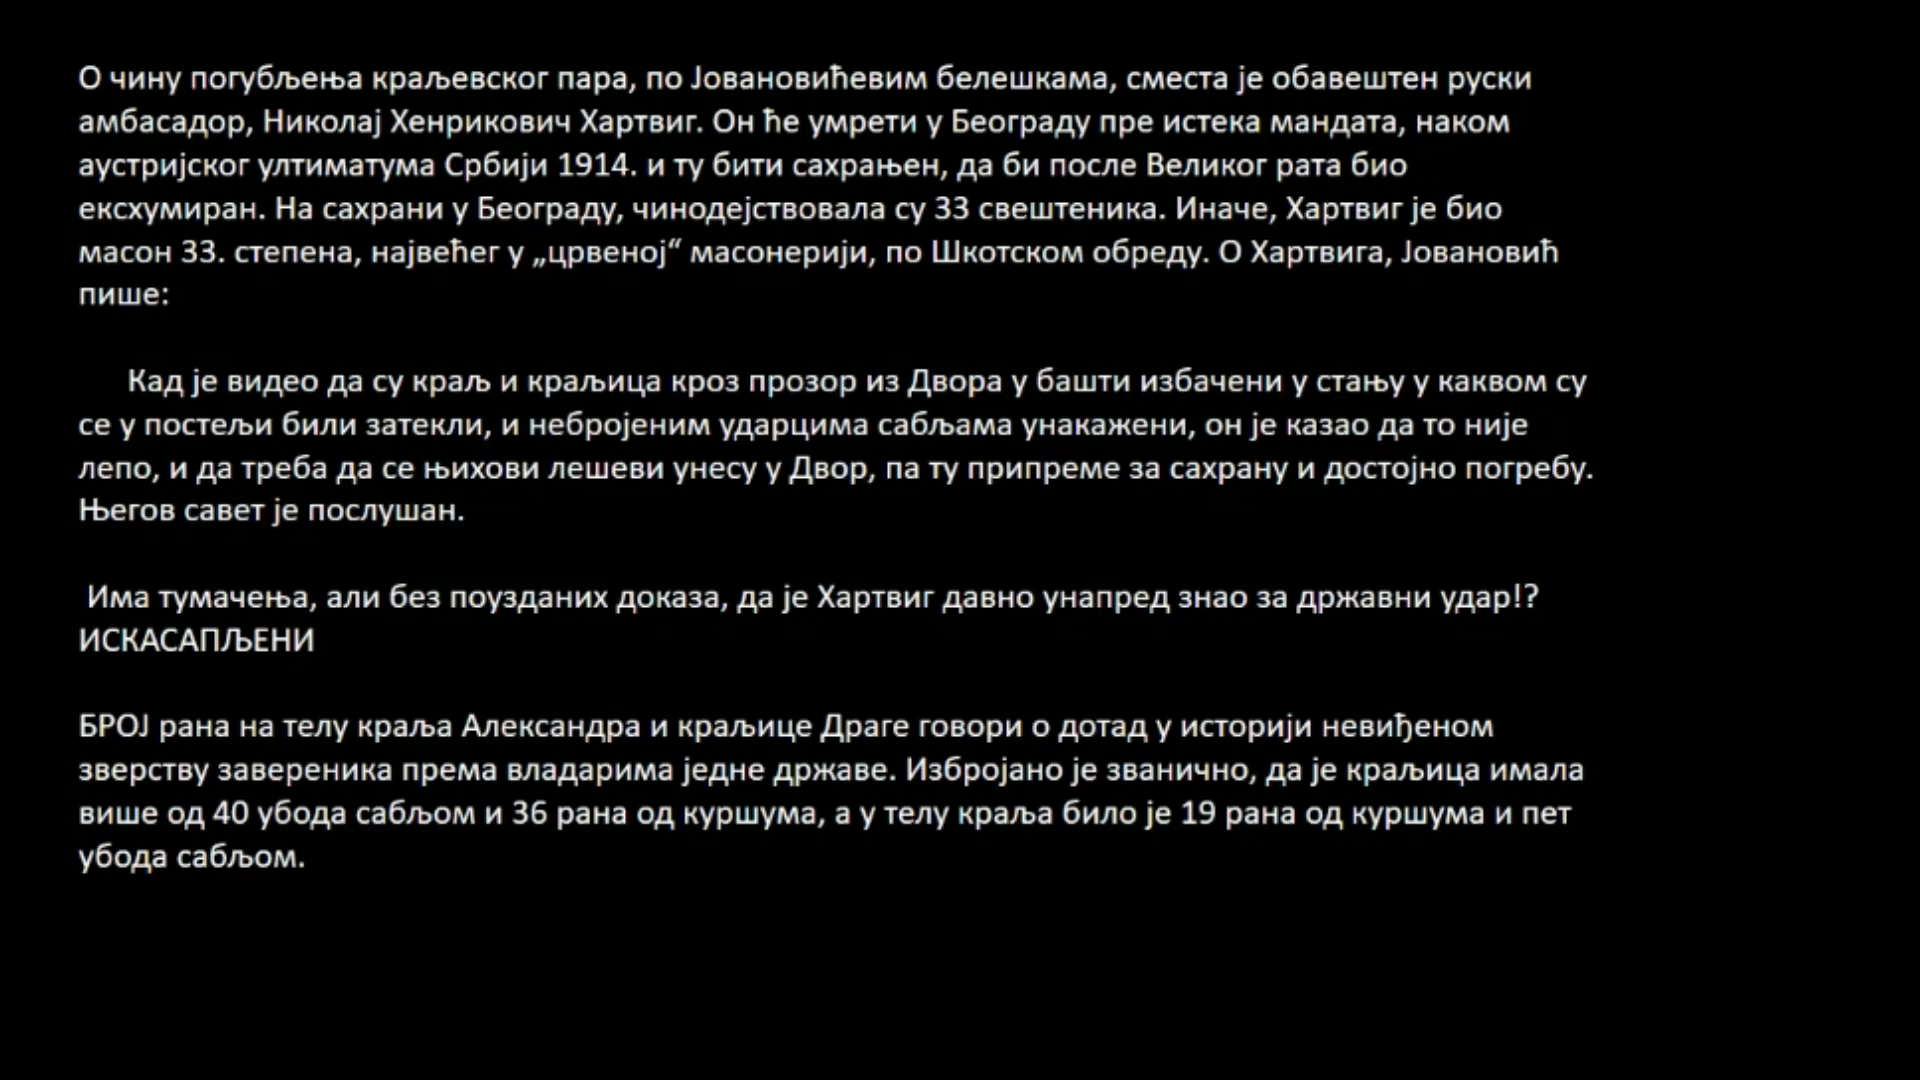 О чину погубљења краљевског пара, по Јовановићевим белешкама, сместа је обавештен руски
амбасадор, Николај Хенрикович Хартвиг. Он ће умрети у Београду пре истека мандата, наком
аустријског ултиматума Србији 1914. и ту бити сахрањен, да би после Великог рата био
ексхумиран. На сахрани у Београду, чинодејствовала су 33 свештеника. Иначе, Хартвиг је био
масон 33. степена, највећег у „црвеној“ масонерији, по Шкотском обреду. О Хартвига, Јовановић
пише:
Кад је видео да су краљ и краљица кроз прозор из Двора у башти избачени у стању у каквом су
се у постељи били затекли, и небројеним ударцима сабљама унакажени, он је казао да то није
лепо, и да треба да се њихови лешеви унесу у Двор, па ту припреме за сахрану и достојно погребу.
Његов савет је послушан.
Има тумачења, али без поузданих доказа, да је Хартвиг давно унапред знао за државни удар!?
ИСКАСАПЉЕНИ
БРОЈ рана на телу краља Александра и краљице Драге говори о дотад у историји невиђеном
зверству завереника према владарима једне државе. Избројано је званично, да је краљица имала
више од 40 убода сабљом и 36 рана од куршума, а у телу краља било је 19 рана од куршума и пет
убода сабљом.